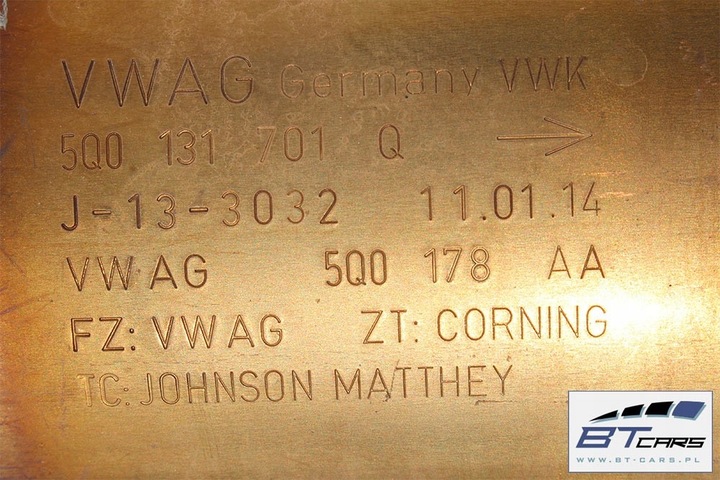 VWAG Germany VWK
5Q0 131 701 Q
J-13-3032 11.01.14
VWAG 5Q0 178 AA
FZ: VWAG ZT: CORNING
TC: JOHNSON MATTHEY
BT CARS
WWW.BT-CARS.PL